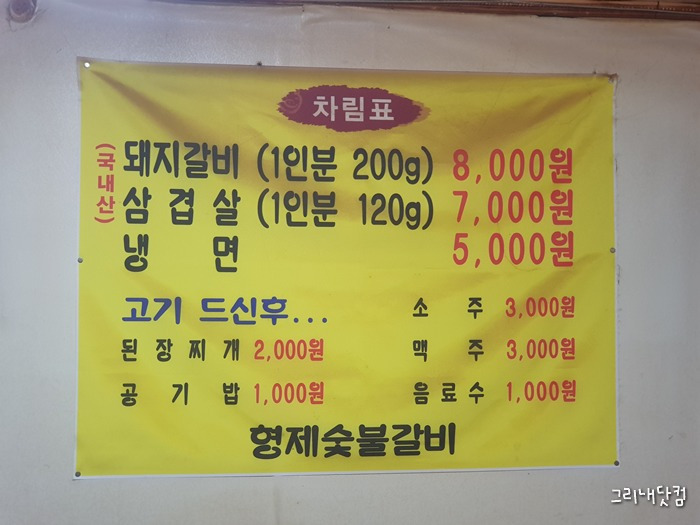 차림표
(국내산)
돼지갈비 (1인분 200g) 8,000원
삼겹살 (1인분 120g) 7,000원
냉면 5,000원
고기 드신후...
소주 3,000원
된장찌개 2,000원
맥주 3,000원
공기밥 1,000원
음료수 1,000원
형제숯불갈비
그리내닷컴